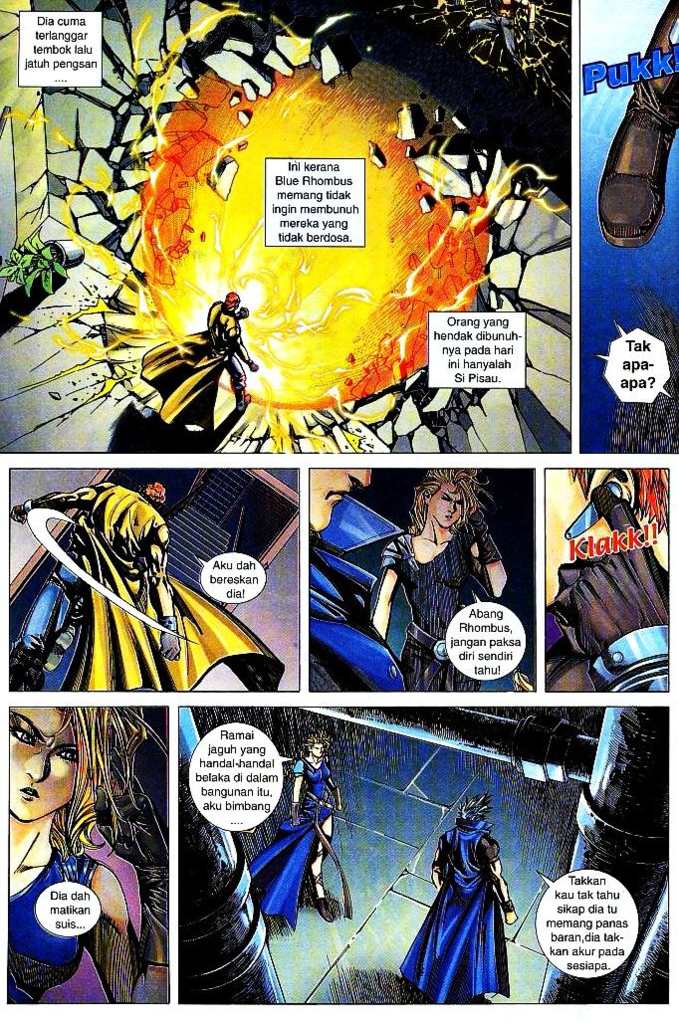 Dia cuma
terlanggar
tembok lalu
jatuh pengsan
....
Ini kerana
Blue Rhombus
memang tidak
ingin membunuh
mereka yang
tidak berdosa.
Orang yang
hendak dibunuh-
nya pada hari
ini hanyalah
Si Pisau.
Pukk!
Tak
apa-
apa?
Aku dah
bereskan
dia!
Abang
Rhombus,
jangan paksa
diri sendiri
tahu!
Klakk!!
Dia dah
matikan
suis...
Ramai
jaguh yang
handal-handal
belaka di dalam
bangunan itu,
aku bimbang
....
Takkan
kau tak tahu
sikap dia tu
memang panas
baran,dia tak-
kan akur pada
sesiapa.